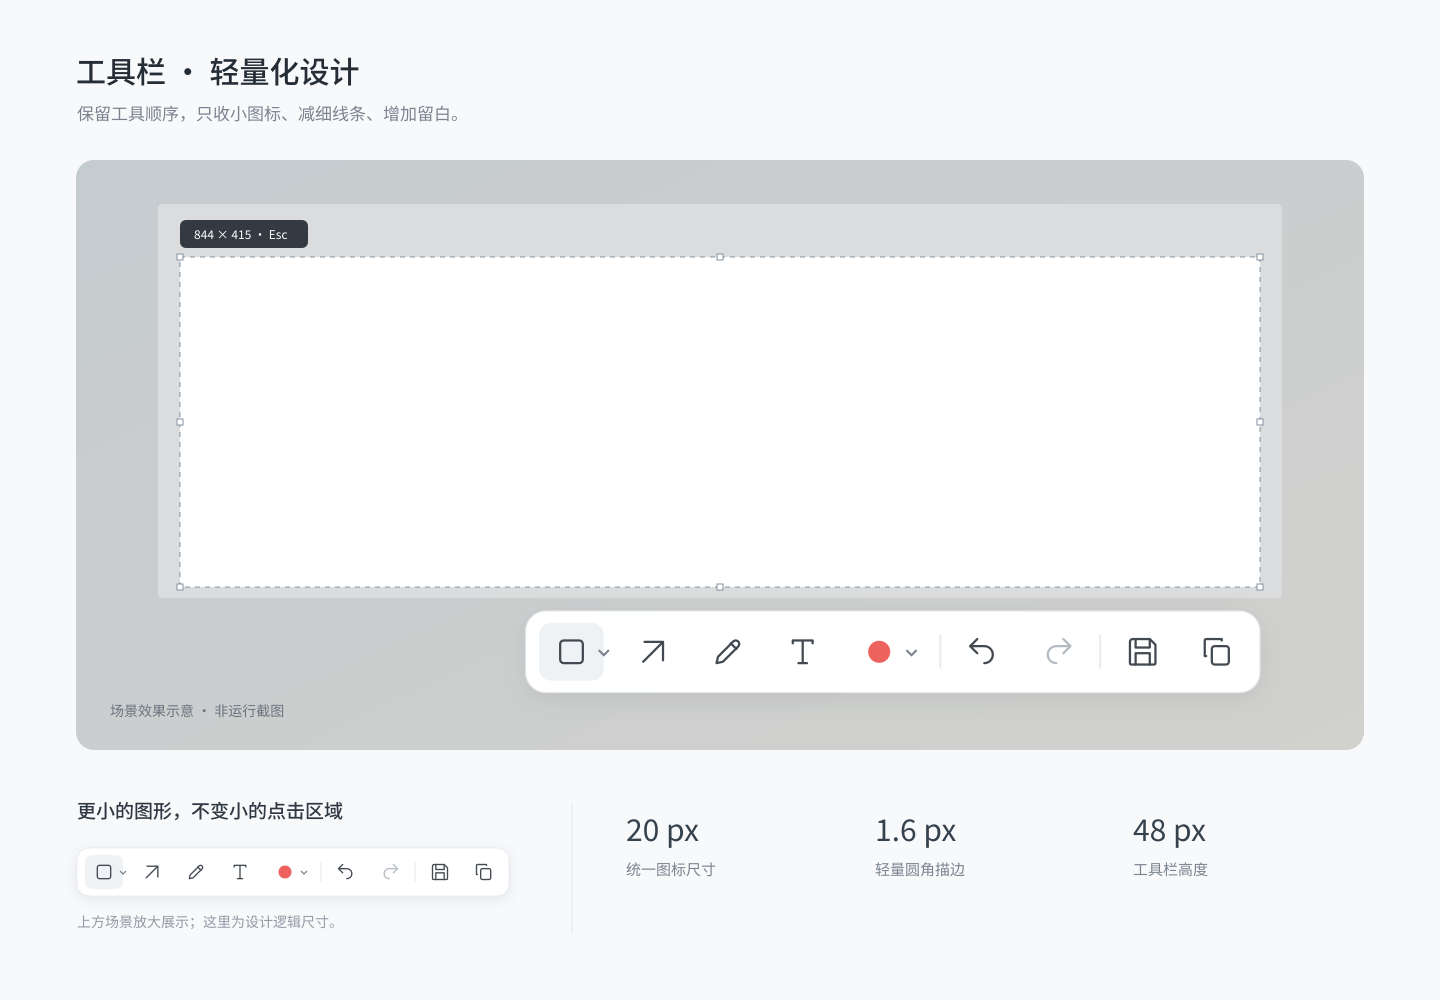 工具栏 · 轻量化设计
保留工具顺序，只收小图标、减细线条、增加留白。
844 × 415 · Esc
场景效果示意 · 非运行截图
更小的图形，不变小的点击区域
上方场景放大展示；这里为设计逻辑尺寸。
20 px
统一图标尺寸
1.6 px
轻量圆角描边
48 px
工具栏高度